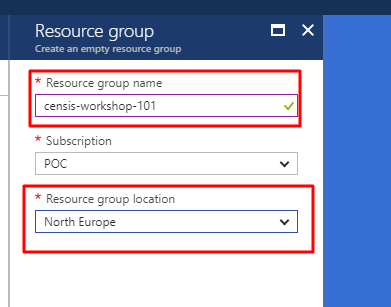 Resource group
Create an empty resource group
* Resource group name
censis-workshop-101
* Subscription
POC
* Resource group location
North Europe